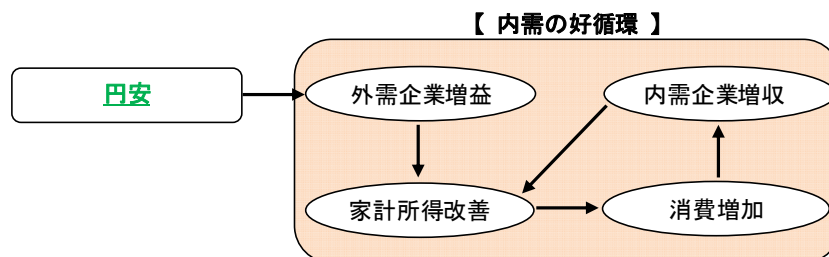 【 内需の好循環 】
円安
外需企業増益
内需企業増収
家計所得改善
消費増加